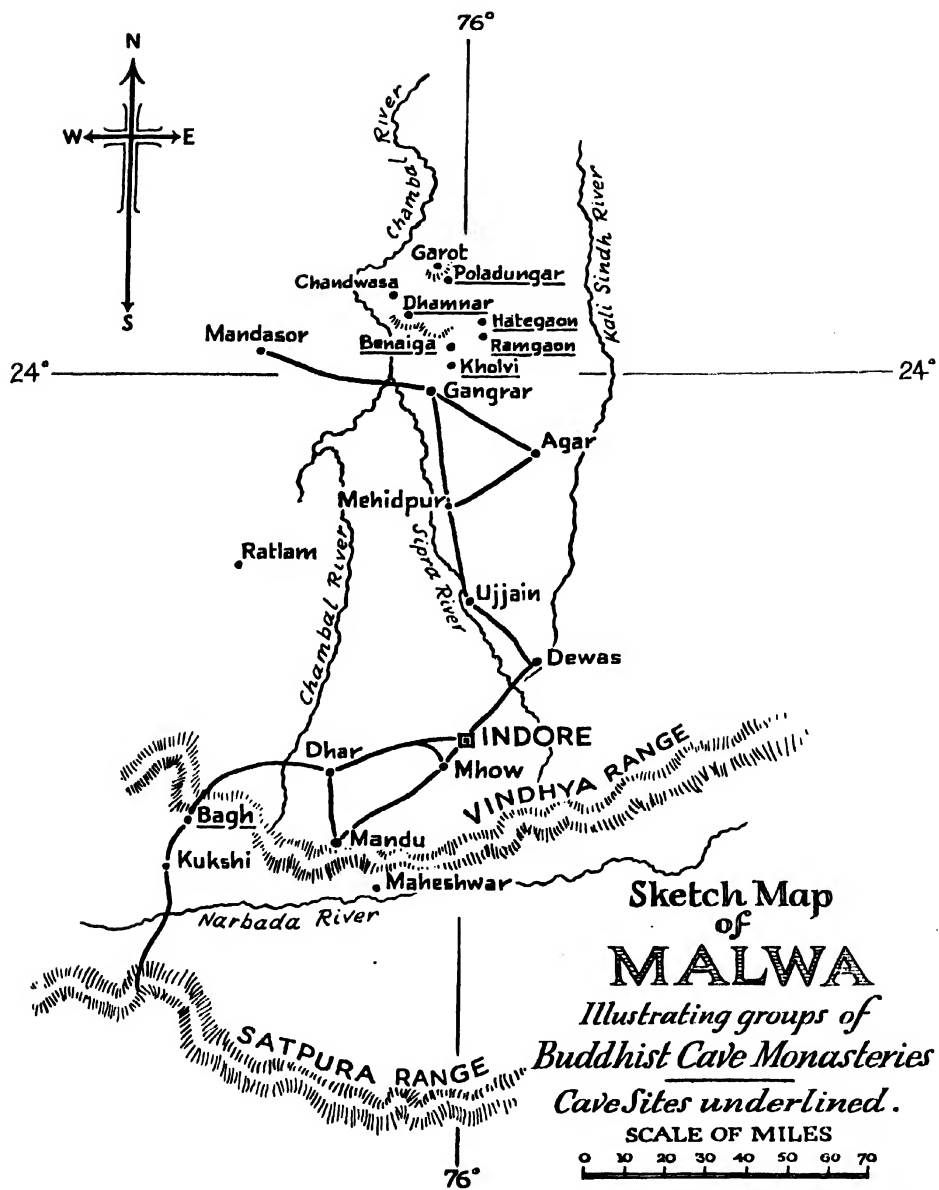 76°
N
W E
S
Chambal River
Kali Sindh River
Garot
Poladungar
Chandwasa
Dhamnar
Hātegaon
Mandasor
Benaiga
Ramgaon
Kholvi
24° 24°
Gangrar
Agar
Mehidpur
Ratlam
Chambal River
Sipra River
Ujjain
Dewas
INDORE
Dhar
Mhow
VINDHYA RANGE
Bagh
Mandu
Kukshi
Maheshwar
Narbada River
Sketch Map
of
MALWA
Illustrating groups of
Buddhist Cave Monasteries
Cave Sites underlined.
SATPURA RANGE
SCALE OF MILES
0 10 20 30 40 50 60 70
76°